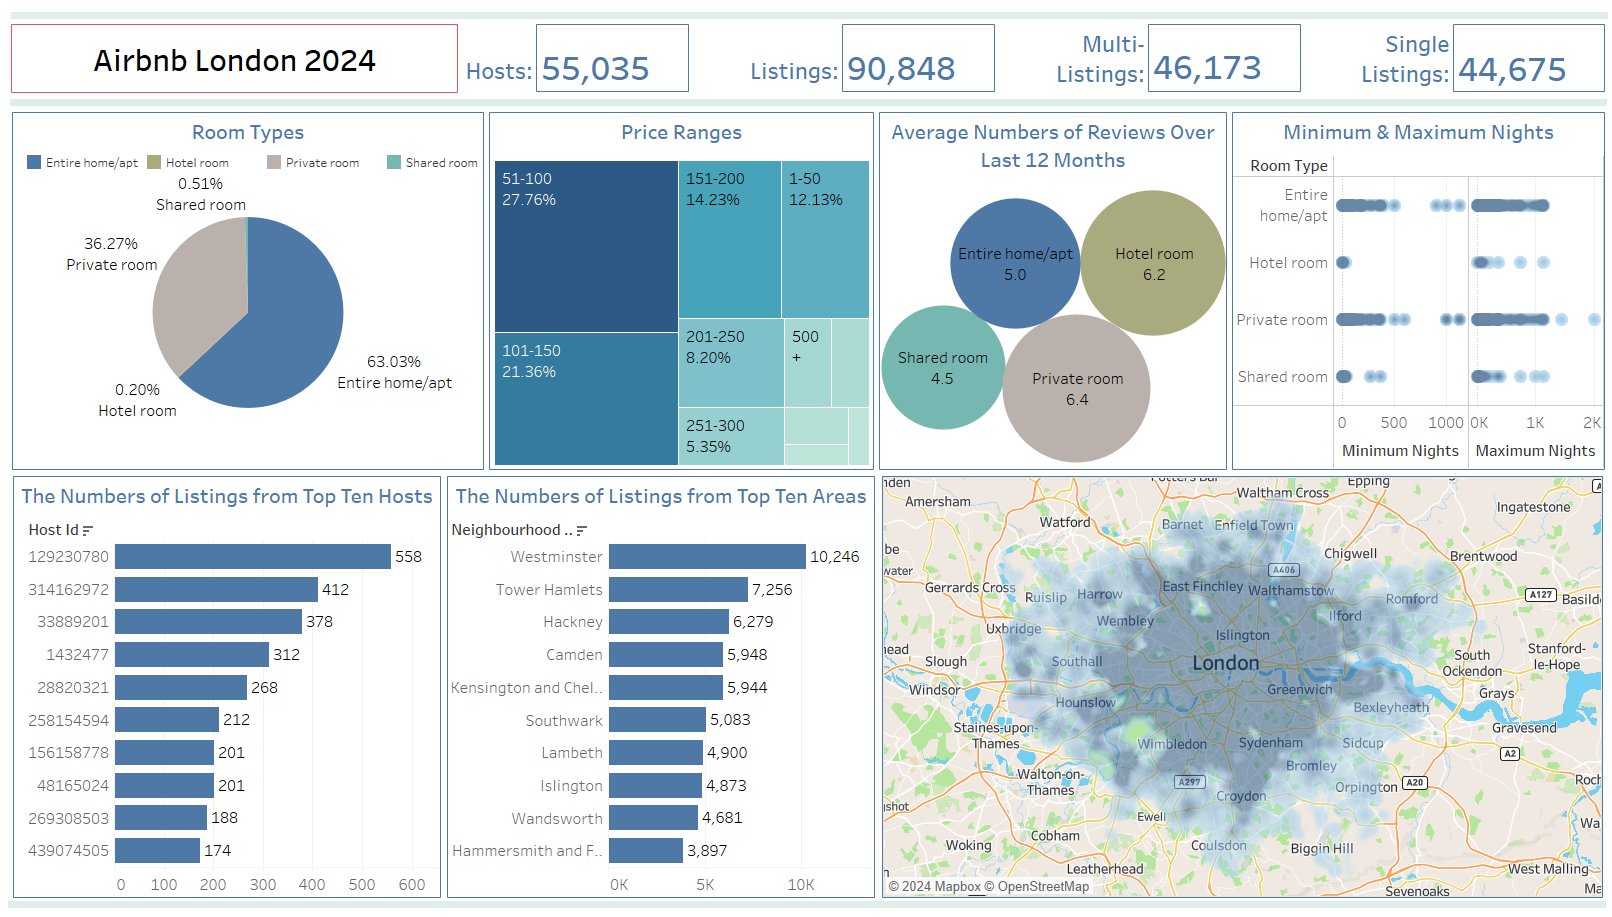 Airbnb London 2024
Hosts: 55,035
Listings: 90,848
Multi-
Listings: 46,173
Single
Listings: 44,675
Room Types
Entire home/apt Hotel room Private room Shared room
0.51%
Shared room
36.27%
Private room
0.20%
Hotel room
63.03%
Entire home/apt
Price Ranges
51-100
27.76%
101-150
21.36%
151-200
14.23%
1-50
12.13%
201-250
8.20%
500
+
251-300
5.35%
Average Numbers of Reviews Over
Last 12 Months
Entire home/apt
5.0
Hotel room
6.2
Shared room
4.5
Private room
6.4
Minimum & Maximum Nights
Room Type
Entire
home/apt
Hotel room
Private room
Shared room
0 500 1000 0K 1K 2K
Minimum Nights Maximum Nights
The Numbers of Listings from Top Ten Hosts
Host Id
129230780 558
314162972 412
33889201 378
1432477 312
28820321 268
258154594 212
156158778 201
48165024 201
269308503 188
439074505 174
0 100 200 300 400 500 600
The Numbers of Listings from Top Ten Areas
Neighbourhood ..
Westminster 10,246
Tower Hamlets 7,256
Hackney 6,279
Camden 5,948
Kensington and Chel.. 5,944
Southwark 5,083
Lambeth 4,900
Islington 4,873
Wandsworth 4,681
Hammersmith and F.. 3,897
0K 5K 10K
Epping
Amersham
Waltham Cross
Ingatestone
Watford
Barnet
Enfield Town
Chigwell
Brentwood
A406
Gerrards Cross
Ruislip
Harrow
East Finchley
Walthamstow
Romford
A127
Uxbridge
Wembley
Ilford
Islington
Slough
Southall
London
South
Ockendon
Stanford-
le-Hope
Windsor
Hounslow
Greenwich
Grays
Bexleyheath
Staines-upon-
Thames
Gravesend
Wimbledon
Sydenham
Sidcup
A2
Walton-on-
Thames
A297
Bromley
A20
Orpington
Croydon
Ewell
Cobham
Woking
Coulsdon
Biggin Hill
Leatherhead
West Malling
Sevenoaks
© 2024 Mapbox © OpenStreetMap